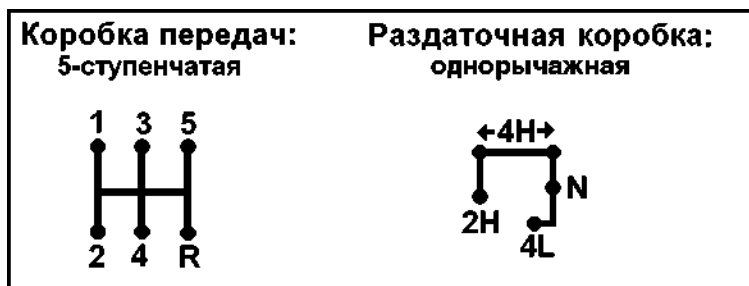 Коробка передач:
5-ступенчатая
1 3 5
2 4 R
Раздаточная коробка:
однорычажная
←4H→
N
2H
4L